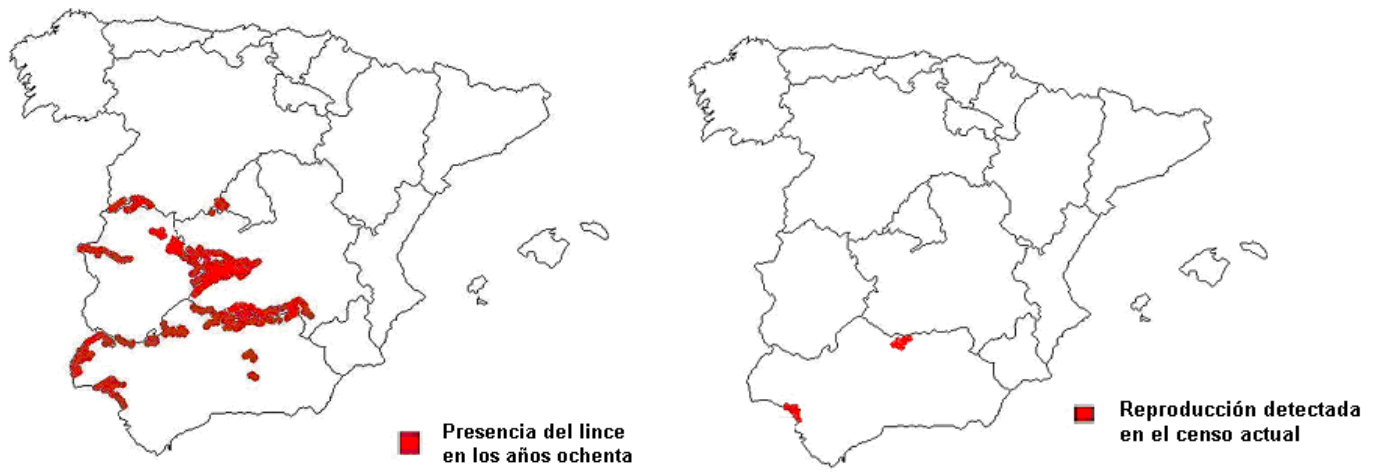 Presencia del lince
en los años ochenta
Reproducción detectada
en el censo actual